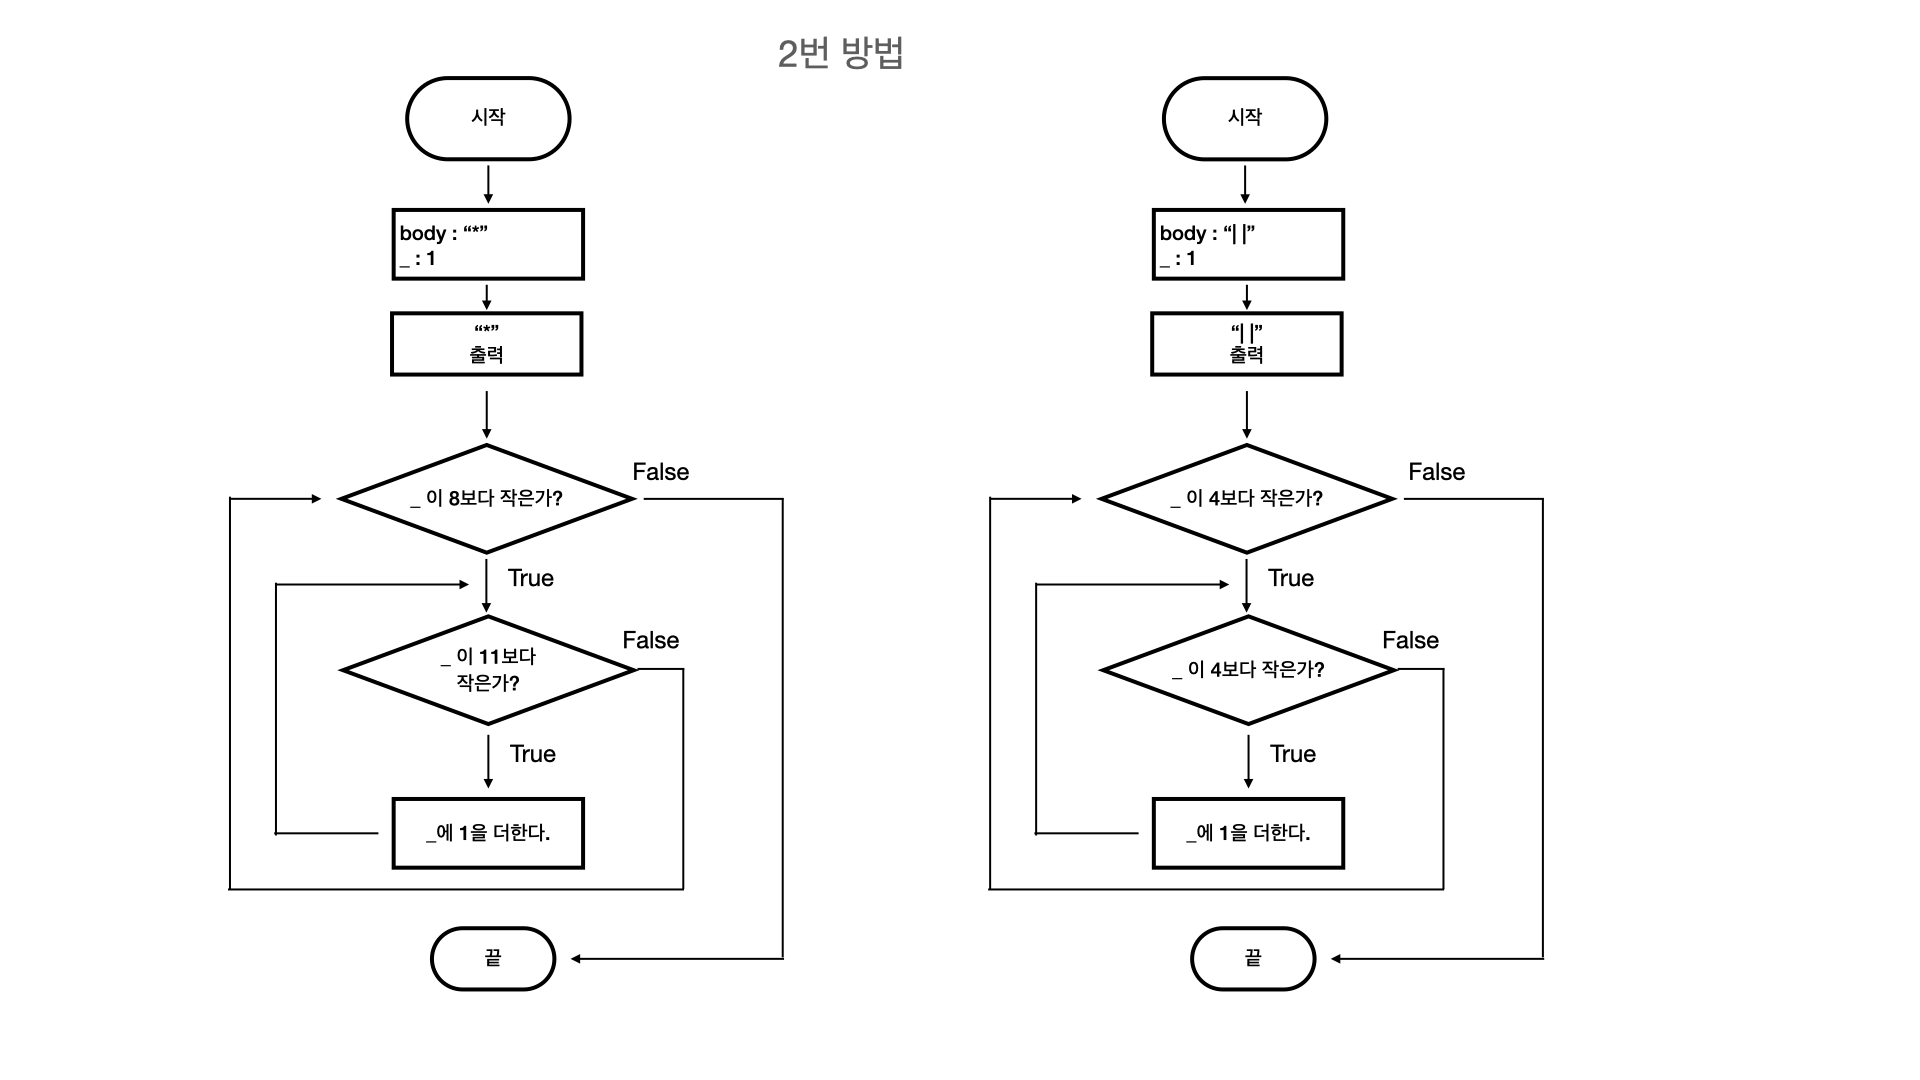 2번 방법
시작
body : “*”
_ : 1
“*”
출력
_ 이 8보다 작은가?
False
True
_ 이 11보다
작은가?
False
True
_에 1을 더한다.
끝
시작
body : “| |”
_ : 1
“| |”
출력
_ 이 4보다 작은가?
False
True
_ 이 4보다 작은가?
False
True
_에 1을 더한다.
끝